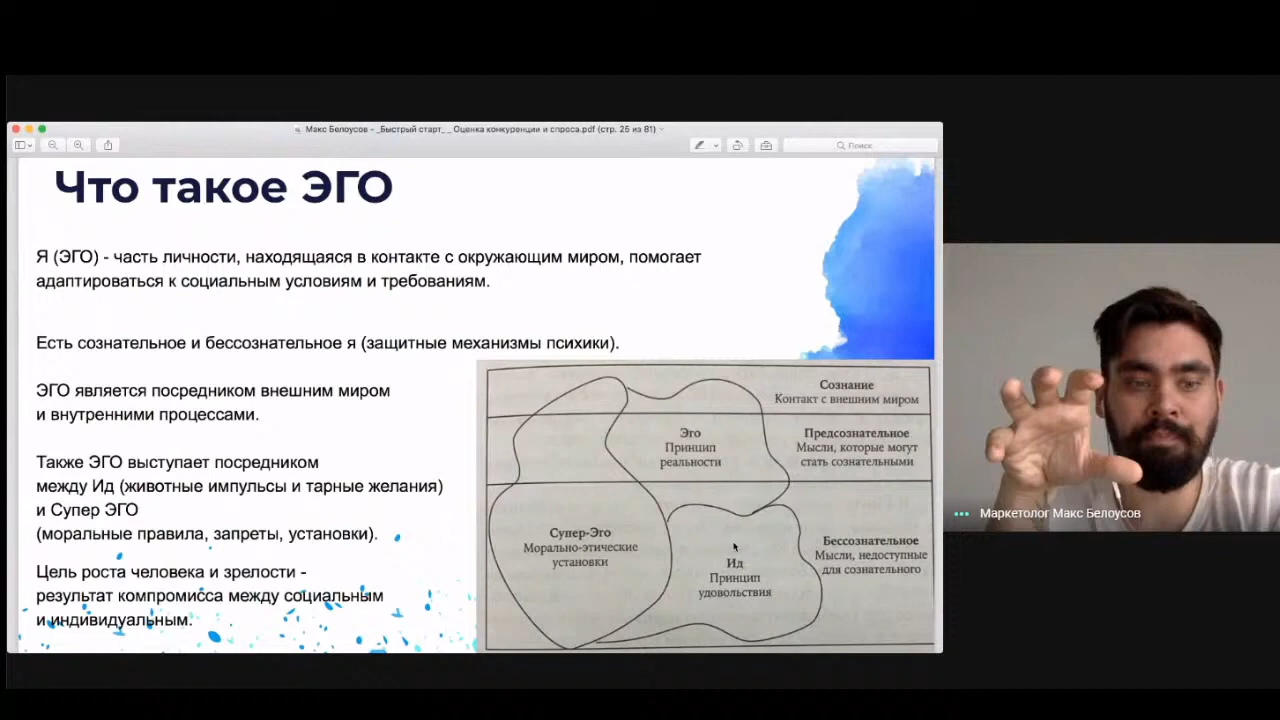 Макс Белоусов - _Быстрый старт_ _ Оценка конкуренции и спроса.pdf (стр. 25 из 81)
Поиск
Что такое ЭГО
Я (ЭГО) - часть личности, находящаяся в контакте с окружающим миром, помогает
адаптироваться к социальным условиям и требованиям.
Есть сознательное и бессознательное я (защитные механизмы психики).
ЭГО является посредником внешним миром
и внутренними процессами.
Также ЭГО выступает посредником
между Ид (животные импульсы и тарные желания)
и Супер ЭГО
(моральные правила, запреты, установки).
Цель роста человека и зрелости -
результат компромисса между социальным
и индивидуальным.
Сознание
Контакт с внешним миром
Эго
Принцип
реальности
Предсознательное
Мысли, которые могут
стать сознательными
Супер-Эго
Морально-этические
установки
Ид
Принцип
удовольствия
Бессознательное
Мысли, недоступные
для сознательного
Маркетолог Макс Белоусов